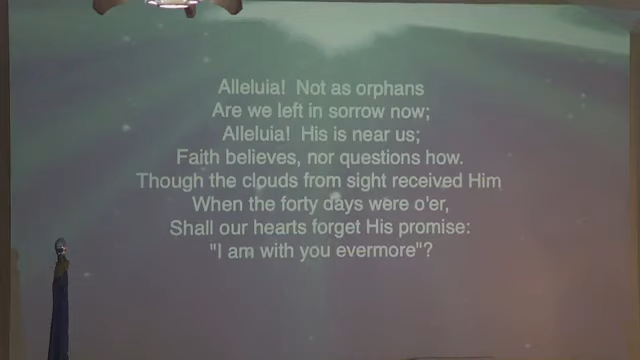 Alleluia!  Not as orphans
Are we left in sorrow now;
Alleluia!  His is near us;
Faith believes, nor questions how.
Though the clouds from sight received Him
When the forty days were o'er,
Shall our hearts forget His promise:
"I am with you evermore"?